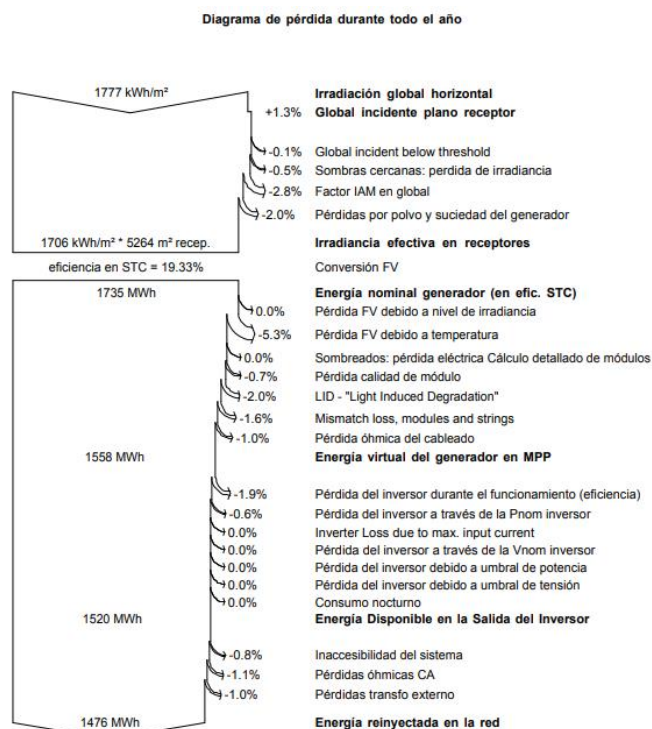 Diagrama de pérdida durante todo el año
1777 kWh/m² Irradiación global horizontal
+1.3% Global incidente plano receptor
-0.1% Global incident below threshold
-0.5% Sombras cercanas: perdida de irradiancia
-2.8% Factor IAM en global
-2.0% Pérdidas por polvo y suciedad del generador
1706 kWh/m² * 5264 m² recep. Irradiancia efectiva en receptores
eficiencia en STC = 19.33% Conversión FV
1735 MWh Energía nominal generador (en efic. STC)
0.0% Pérdida FV debido a nivel de irradiancia
-5.3% Pérdida FV debido a temperatura
0.0% Sombreados: pérdida eléctrica Cálculo detallado de módulos
-0.7% Pérdida calidad de módulo
-2.0% LID - "Light Induced Degradation"
-1.6% Mismatch loss, modules and strings
-1.0% Pérdida óhmica del cableado
1558 MWh Energía virtual del generador en MPP
-1.9% Pérdida del inversor durante el funcionamiento (eficiencia)
-0.6% Pérdida del inversor a través de la Pnom inversor
0.0% Inverter Loss due to max. input current
0.0% Pérdida del inversor a través de la Vnom inversor
0.0% Pérdida del inversor debido a umbral de potencia
0.0% Pérdida del inversor debido a umbral de tensión
0.0% Consumo nocturno
1520 MWh Energía Disponible en la Salida del Inversor
-0.8% Inaccesibilidad del sistema
-1.1% Pérdidas óhmicas CA
-1.0% Pérdidas transfo externo
1476 MWh Energía reinyectada en la red